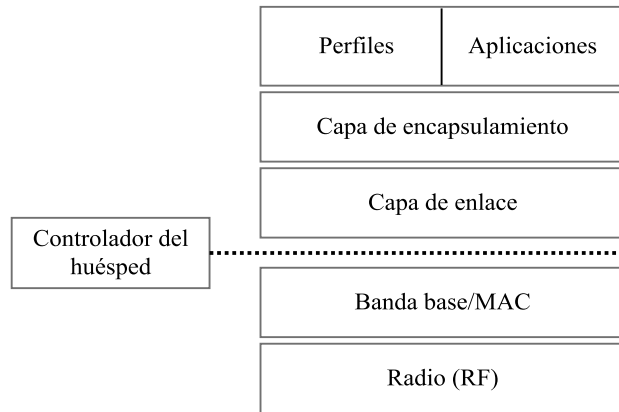 Perfiles
Aplicaciones
Capa de encapsulamiento
Capa de enlace
Controlador del
huésped
Banda base/MAC
Radio (RF)